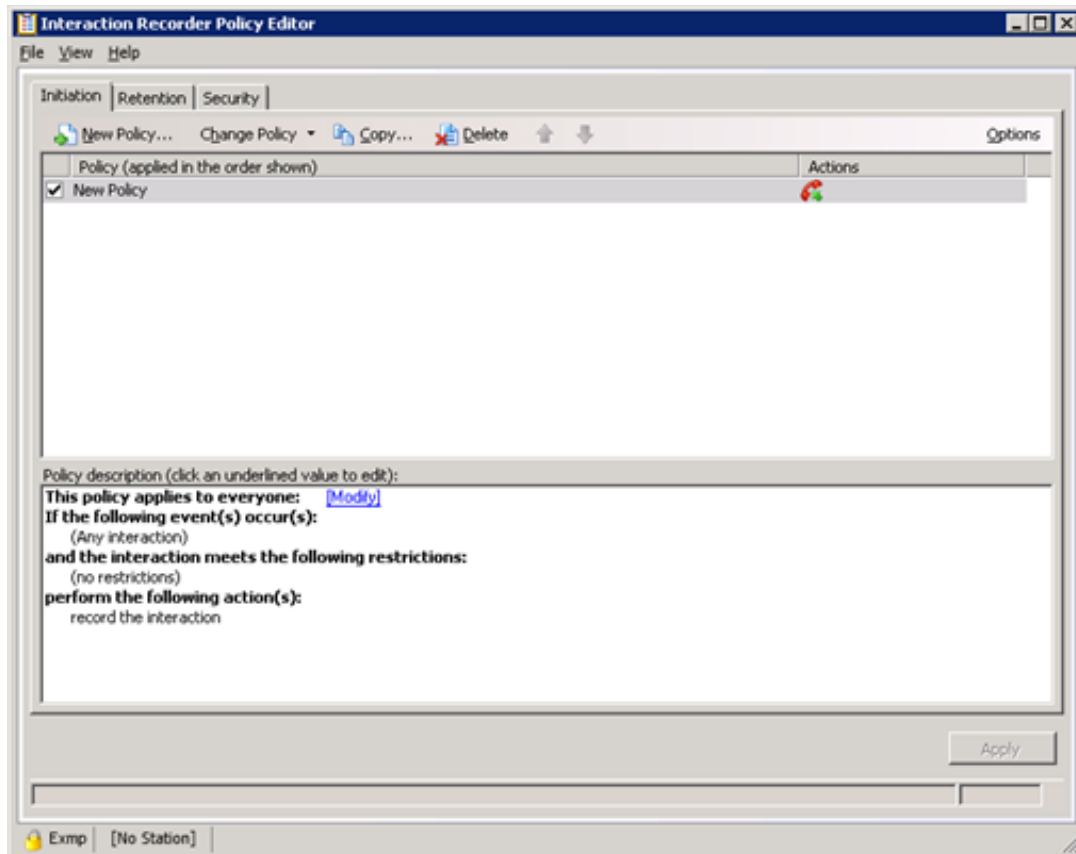 Interaction Recorder Policy Editor
File View Help
Initiation Retention Security
New Policy... Change Policy Copy... Delete Options
Policy (applied in the order shown) Actions
New Policy
Policy description (click an underlined value to edit):
This policy applies to everyone: [Modify]
If the following event(s) occur(s):
(Any interaction)
and the interaction meets the following restrictions:
(no restrictions)
perform the following action(s):
record the interaction
Apply
Exmp [No Station]